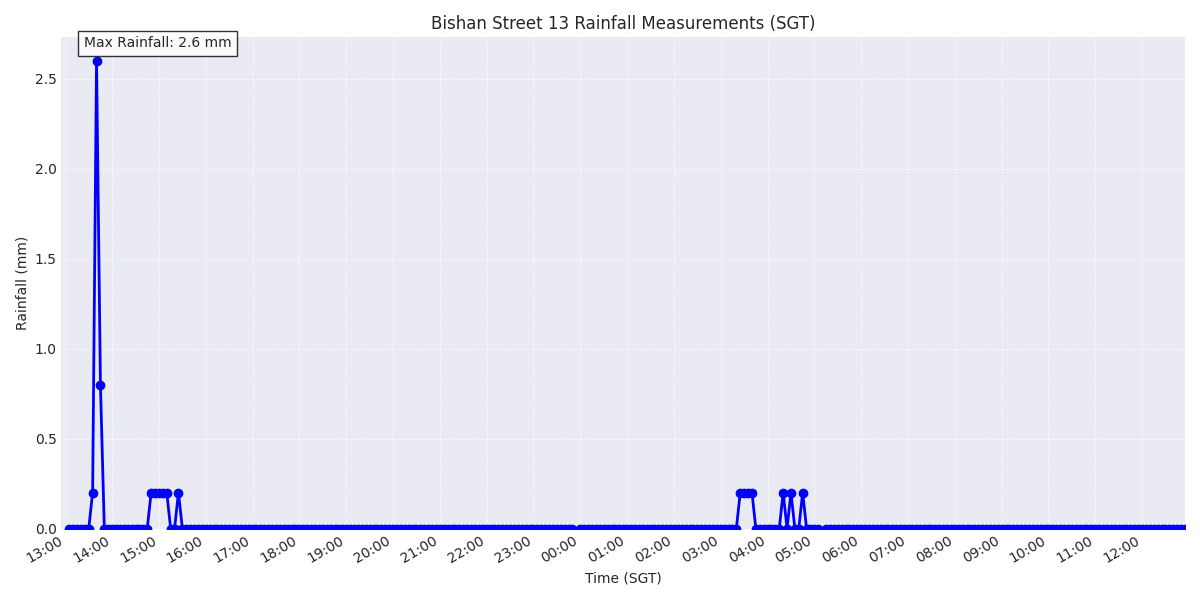 Bishan Street 13 Rainfall Measurements (SGT)
Max Rainfall: 2.6 mm
2.5
2.0
1.5
1.0
0.5
0.0
Rainfall (mm)
13:00 14:00 15:00 16:00 17:00 18:00 19:00 20:00 21:00 22:00 23:00 00:00 01:00 02:00 03:00 04:00 05:00 06:00 07:00 08:00 09:00 10:00 11:00 12:00
Time (SGT)